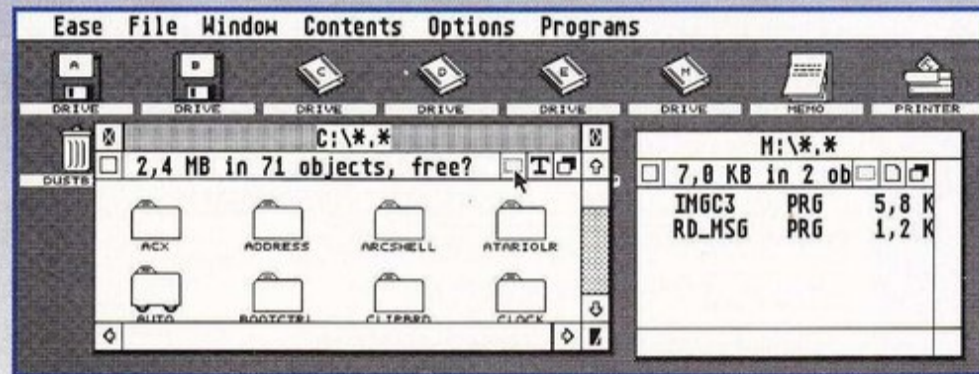 Ease File Window Contents Options Programs
A B C D E M
DRIVE DRIVE DRIVE DRIVE DRIVE DRIVE MEMO PRINTER
C:\*.*
2,4 MB in 71 objects, free? T
M:\*.*
7,0 KB in 2 ob
DUSTB
IMGC3 PRG 5,8 K
RD_MSG PRG 1,2 K
ACX ADDRESS ARCSHELL ATARIOLR
AUTO BOOTCTRL CLIPBRD CLOCK